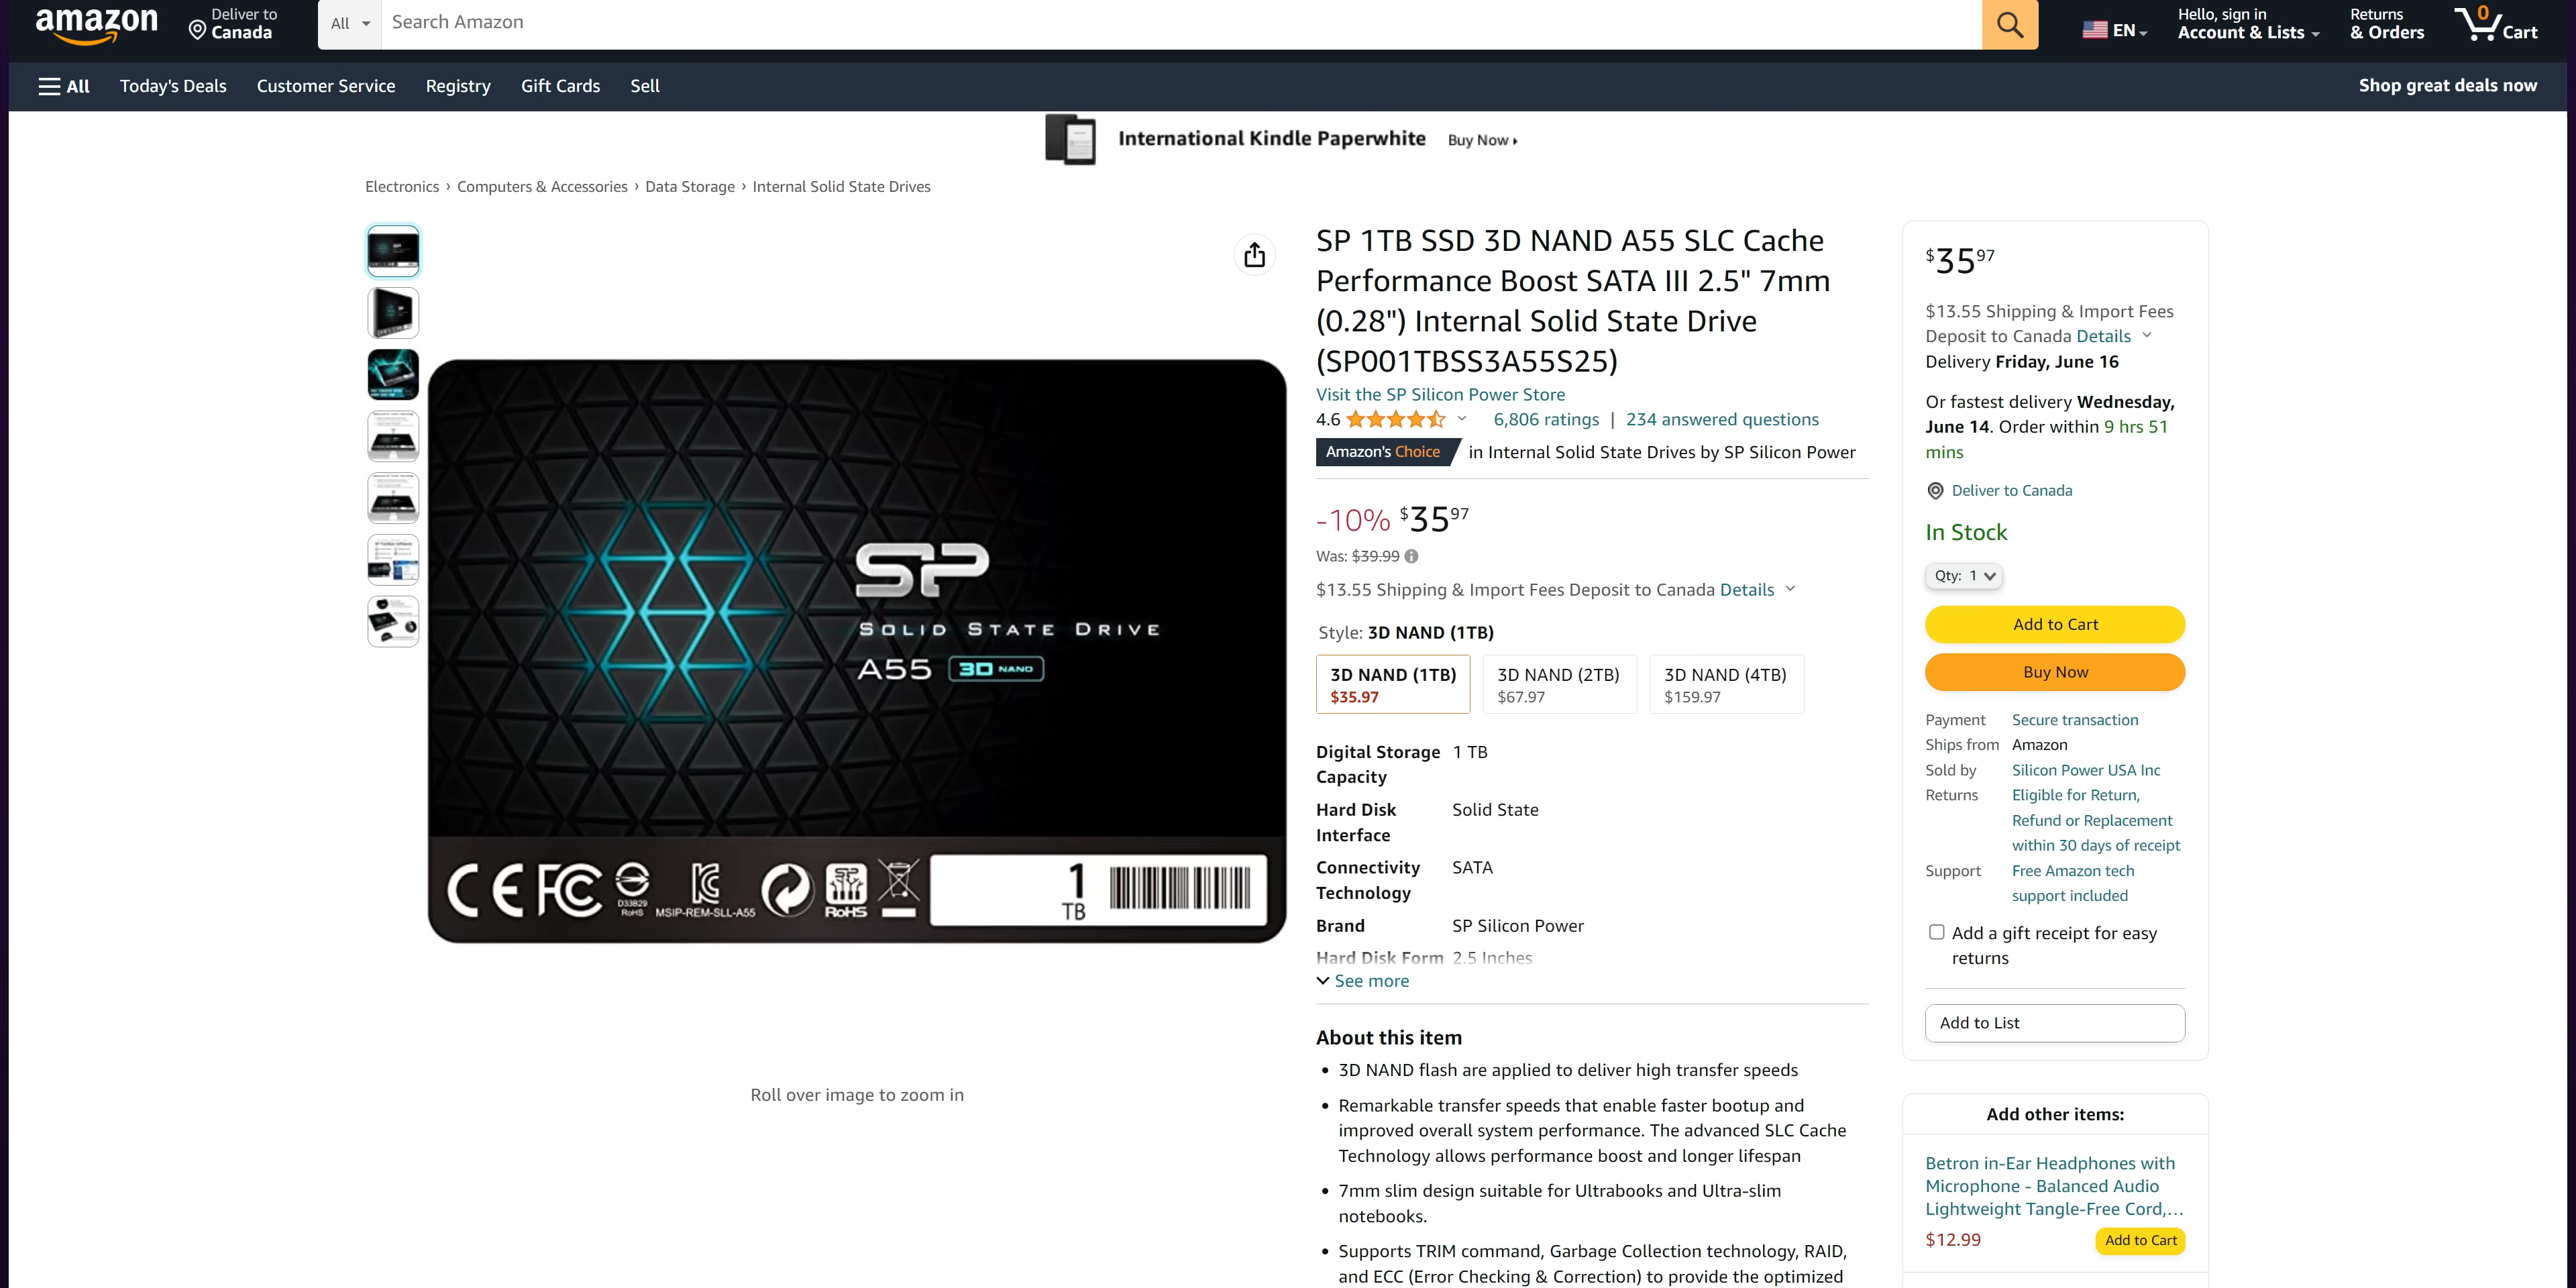 amazon
Deliver to
Canada
All
Search Amazon
EN
Hello, sign in
Account & Lists
Returns
& Orders
0
Cart
All
Today's Deals
Customer Service
Registry
Gift Cards
Sell
Shop great deals now
International Kindle Paperwhite Buy Now
Electronics › Computers & Accessories › Data Storage › Internal Solid State Drives
SP
SOLID STATE DRIVE
A55 3D NAND
CE FC
D33B29
RoHS
MSIP-REM-SLL-A55
RoHS
1
TB
Roll over image to zoom in
SP 1TB SSD 3D NAND A55 SLC Cache
Performance Boost SATA III 2.5" 7mm
(0.28") Internal Solid State Drive
(SP001TBSS3A55S25)
Visit the SP Silicon Power Store
4.6 6,806 ratings | 234 answered questions
Amazon's Choice in Internal Solid State Drives by SP Silicon Power
-10% $35 97
Was: $39.99
$13.55 Shipping & Import Fees Deposit to Canada Details
Style: 3D NAND (1TB)
3D NAND (1TB)
$35.97
3D NAND (2TB)
$67.97
3D NAND (4TB)
$159.97
Digital Storage 1 TB
Capacity
Hard Disk Solid State
Interface
Connectivity SATA
Technology
Brand SP Silicon Power
Hard Disk Form 2.5 Inches
See more
About this item
• 3D NAND flash are applied to deliver high transfer speeds
• Remarkable transfer speeds that enable faster bootup and
improved overall system performance. The advanced SLC Cache
Technology allows performance boost and longer lifespan
• 7mm slim design suitable for Ultrabooks and Ultra-slim
notebooks.
• Supports TRIM command, Garbage Collection technology, RAID,
and ECC (Error Checking & Correction) to provide the optimized
$35 97
$13.55 Shipping & Import Fees
Deposit to Canada Details
Delivery Friday, June 16
Or fastest delivery Wednesday,
June 14. Order within 9 hrs 51
mins
Deliver to Canada
In Stock
Qty: 1
Add to Cart
Buy Now
Payment Secure transaction
Ships from Amazon
Sold by Silicon Power USA Inc
Returns Eligible for Return,
Refund or Replacement
within 30 days of receipt
Support Free Amazon tech
support included
Add a gift receipt for easy
returns
Add to List
Add other items:
Betron in-Ear Headphones with
Microphone - Balanced Audio
Lightweight Tangle-Free Cord,...
$12.99 Add to Cart